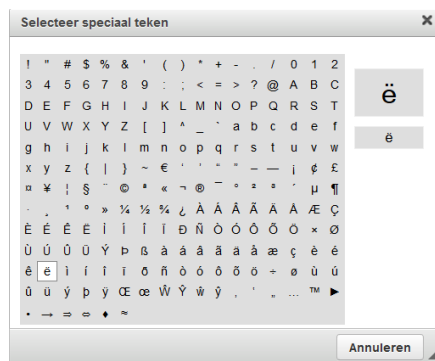 Selecteer speciaal teken ×
! " # $ % & ' ( ) * + - . / 0 1 2
3 4 5 6 7 8 9 : ; < = > ? @ A B C
D E F G H I J K L M N O P Q R S T
U V W X Y Z [ ] ^ _ ` a b c d e f
g h i j k l m n o p q r s t u v w
x y z { | } ~ € ‘ ’ “ ” – — ¡ ¢ £
¤ ¥ ¦ § ¨ © ª « ¬ ® ¯ ° ² ³ ´ µ ¶
· ¸ ¹ º » ¼ ½ ¾ ¿ À Á Â Ã Ä Å Æ Ç
È É Ê Ë Ì Í Î Ï Ð Ñ Ò Ó Ô Õ Ö × Ø
Ù Ú Û Ü Ý Þ ß à á â ã ä å æ ç è é
ê ë ì í î ï ð ñ ò ó ô õ ö ÷ ø ù ú
û ü ý þ ÿ Œ œ Ŵ Ŷ ŵ ŷ ‚ ‛ „ … ™ ►
• → ⇒ ⇔ ♦ ≈
ë
ë
Annuleren